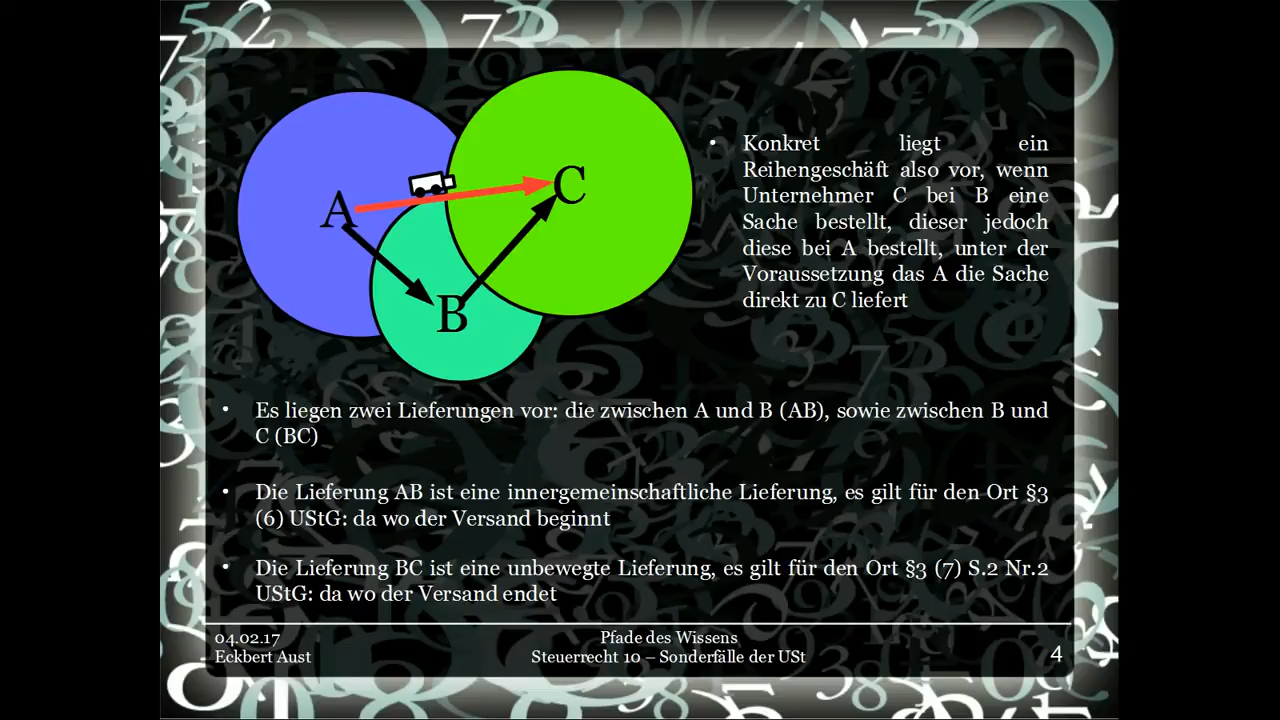 A
B
C
• Konkret liegt ein
Reihengeschäft also vor, wenn
Unternehmer C bei B eine
Sache bestellt, dieser jedoch
diese bei A bestellt, unter der
Voraussetzung das A die Sache
direkt zu C liefert
• Es liegen zwei Lieferungen vor: die zwischen A und B (AB), sowie zwischen B und
C (BC)
• Die Lieferung AB ist eine innergemeinschaftliche Lieferung, es gilt für den Ort §3
(6) UStG: da wo der Versand beginnt
• Die Lieferung BC ist eine unbewegte Lieferung, es gilt für den Ort §3 (7) S.2 Nr.2
UStG: da wo der Versand endet
04.02.17
Eckbert Aust
Pfade des Wissens
Steuerrecht 10 – Sonderfälle der USt
4